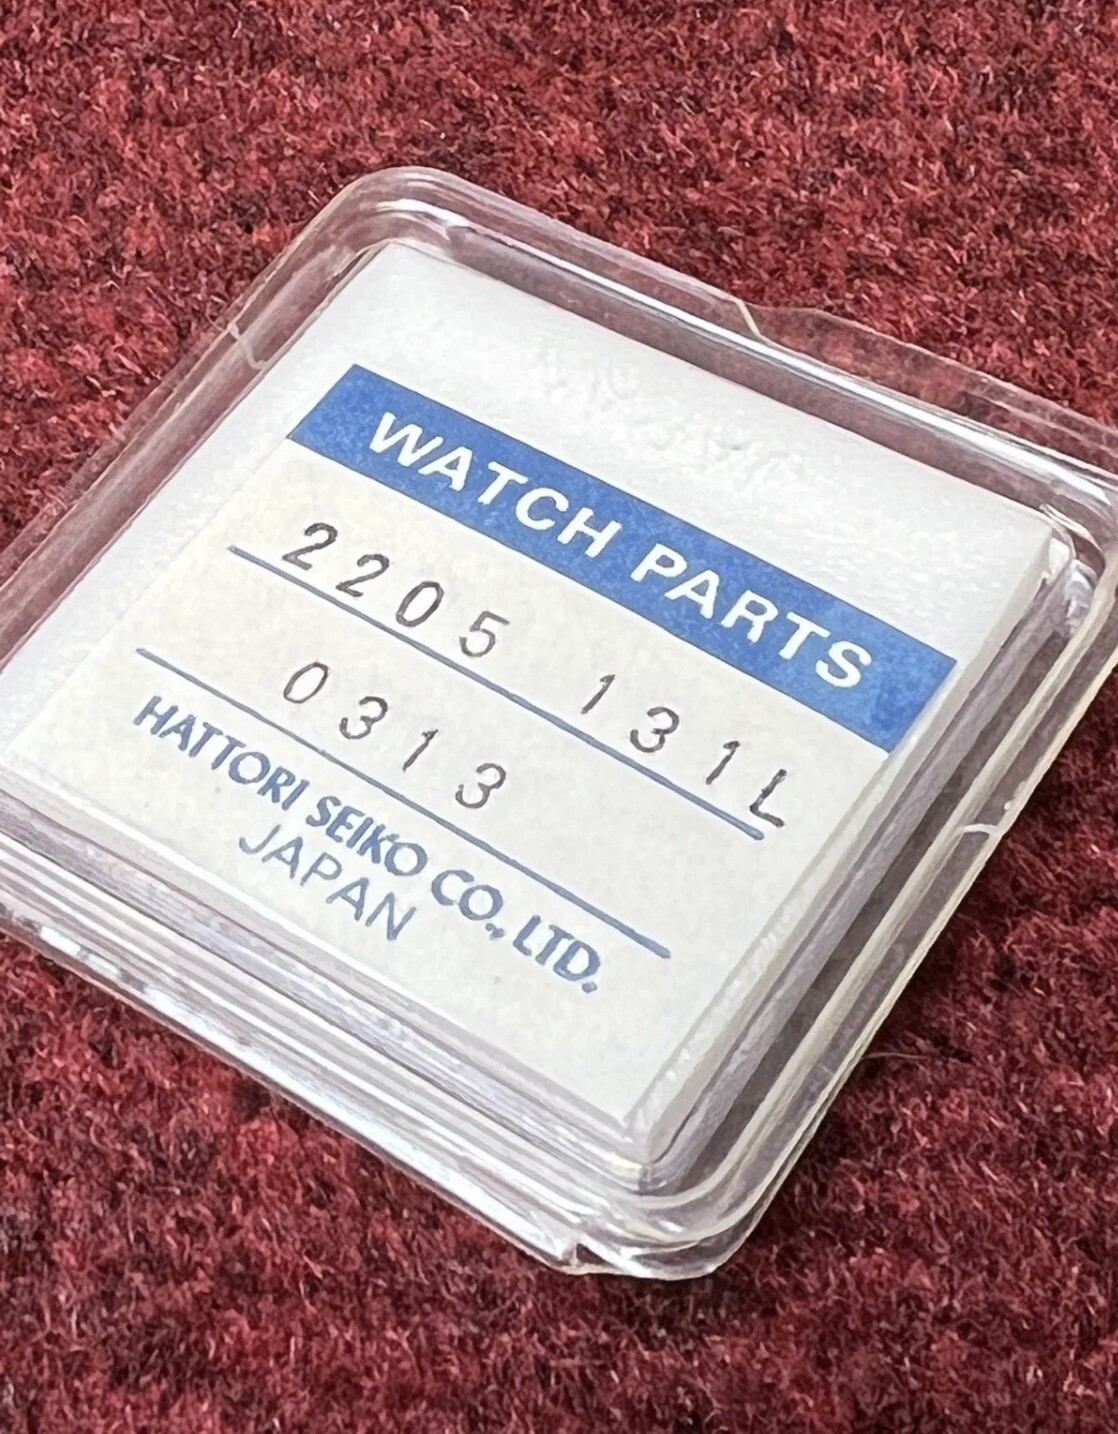 WATCH PARTS
2205 131L
0313
HATTORI SEIKO CO., LTD.
JAPAN